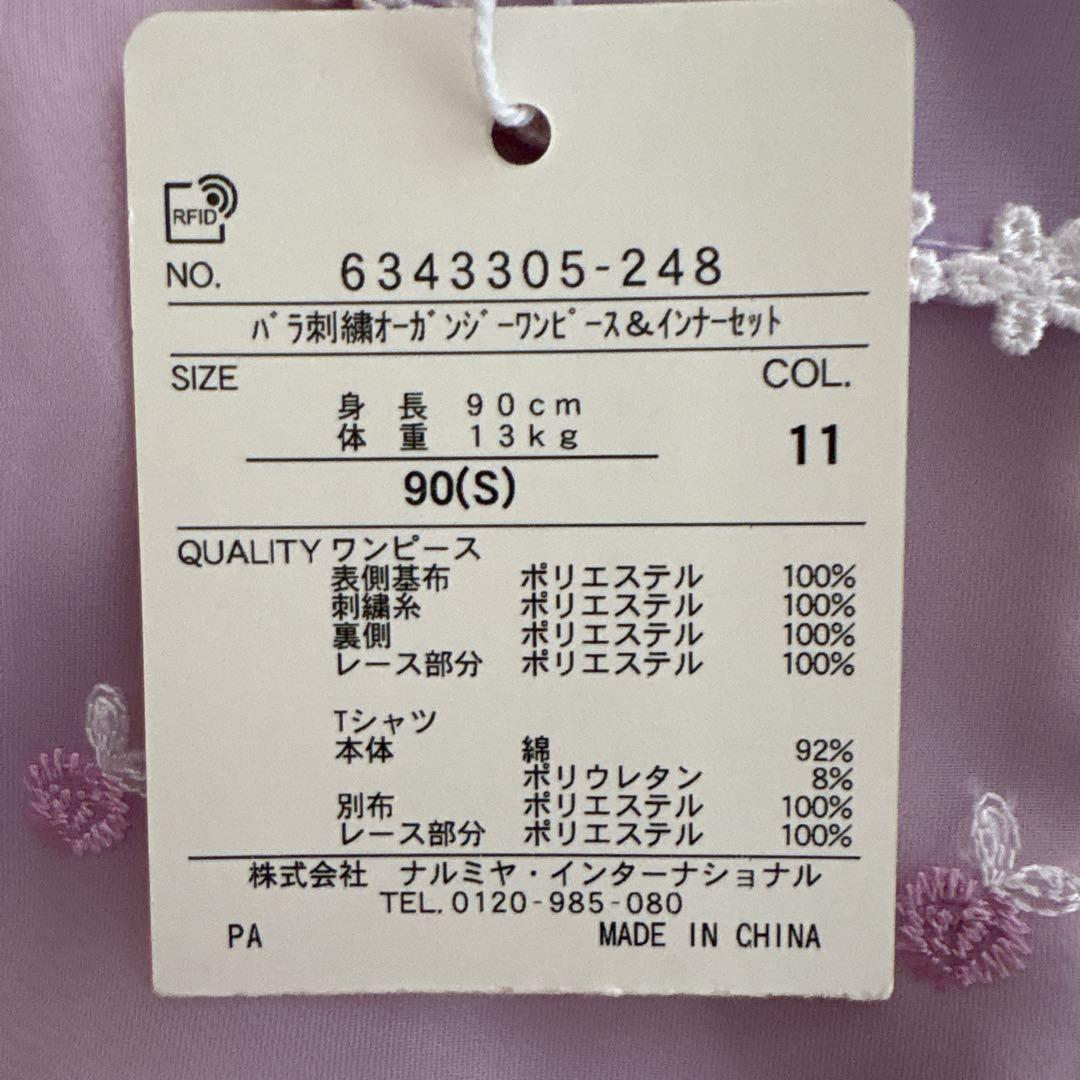 RFID
NO. 6343305-248
バラ刺繍オーガンジーワンピース&インナーセット
SIZE COL.
身 長 90cm
体 重 13kg
11
90(S)
QUALITY ワンピース
表側基布 ポリエステル 100%
刺繍糸 ポリエステル 100%
裏側 ポリエステル 100%
レース部分 ポリエステル 100%
Tシャツ
本体 綿 92%
ポリウレタン 8%
別布 ポリエステル 100%
レース部分 ポリエステル 100%
株式会社 ナルミヤ・インターナショナル
TEL. 0120-985-080
PA MADE IN CHINA